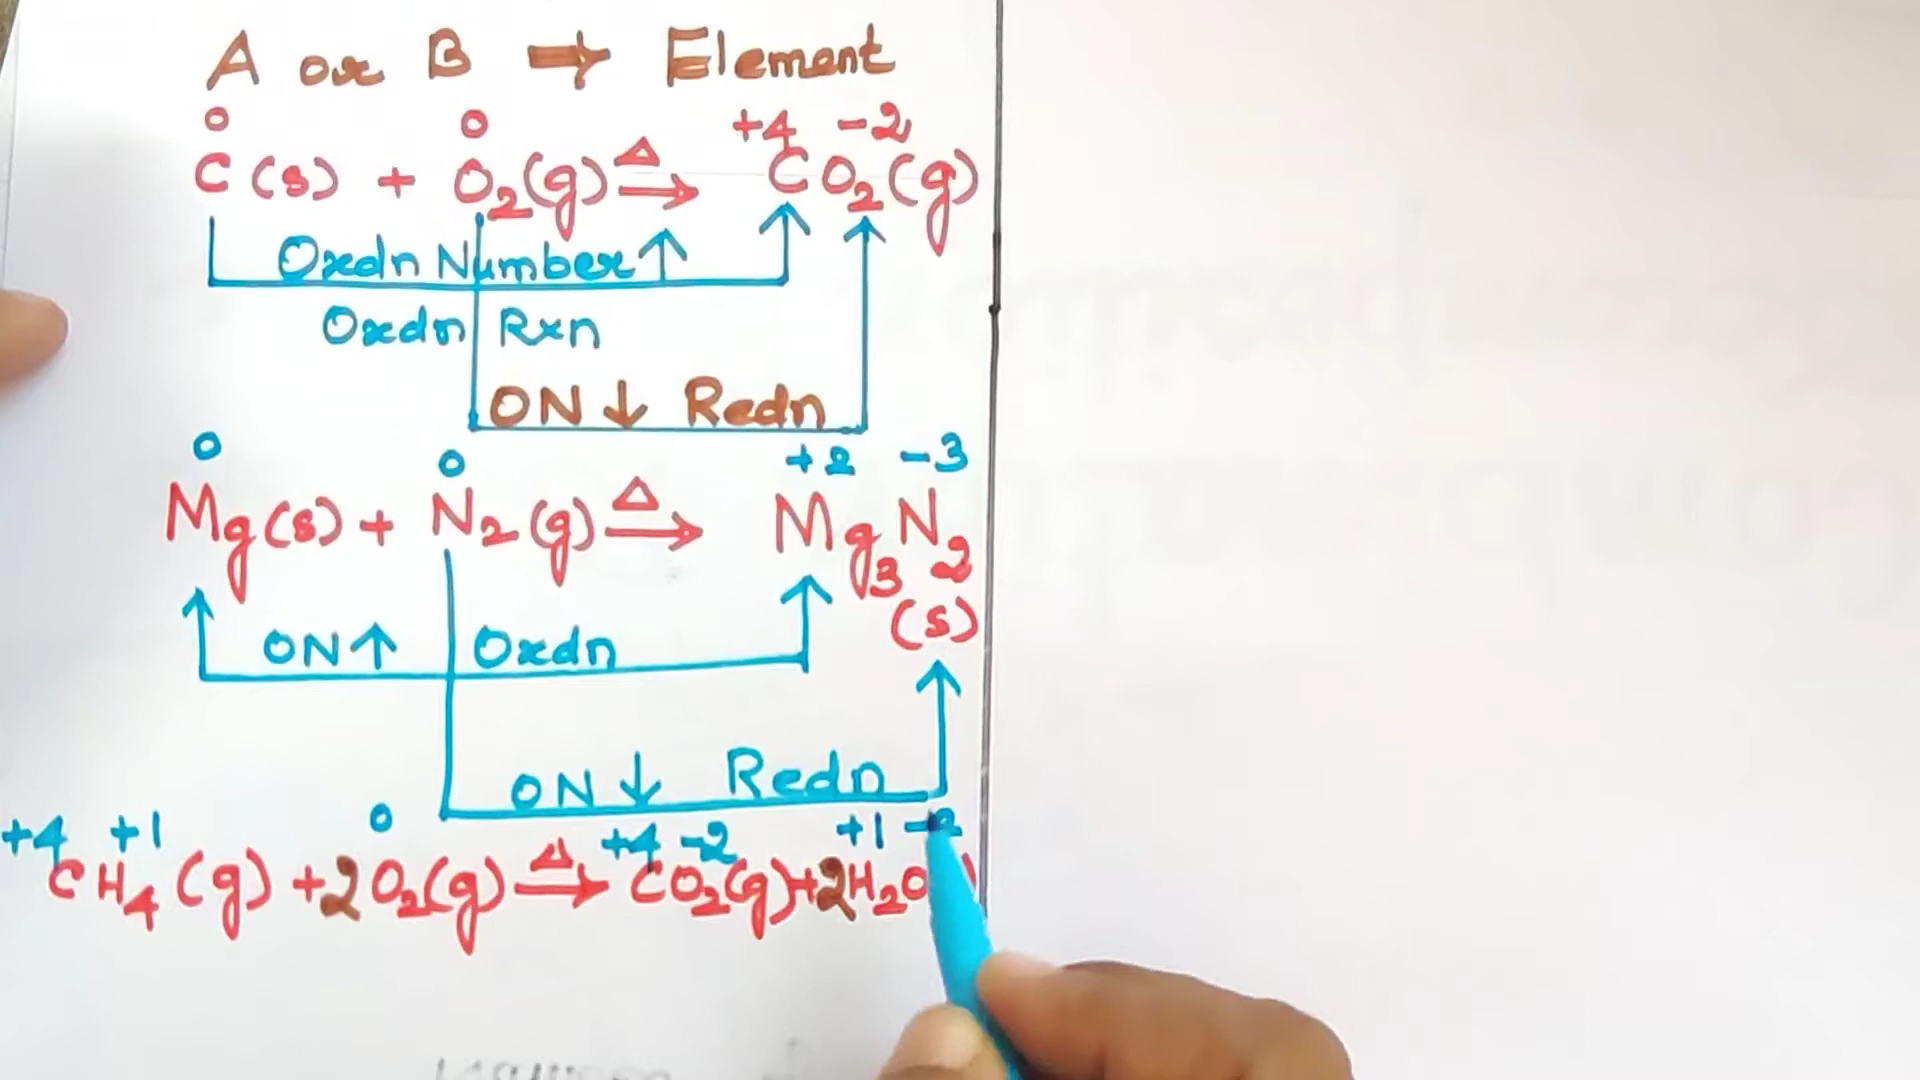 A or B → Element
0 0 +4 -2
C (s) + O₂(g) △→ CO₂(g)
Oxdn Number ↑
Oxdn Rxn
ON ↓ Redn
0 0 +2 -3
Mg(s) + N₂(g) △→ Mg₃N₂
(s)
ON ↑ Oxdn
ON ↓ Redn
+4 +1 0 +4 -2 +1 -2
CH₄(g) + 2O₂(g) △→ CO₂(g) + 2H₂O